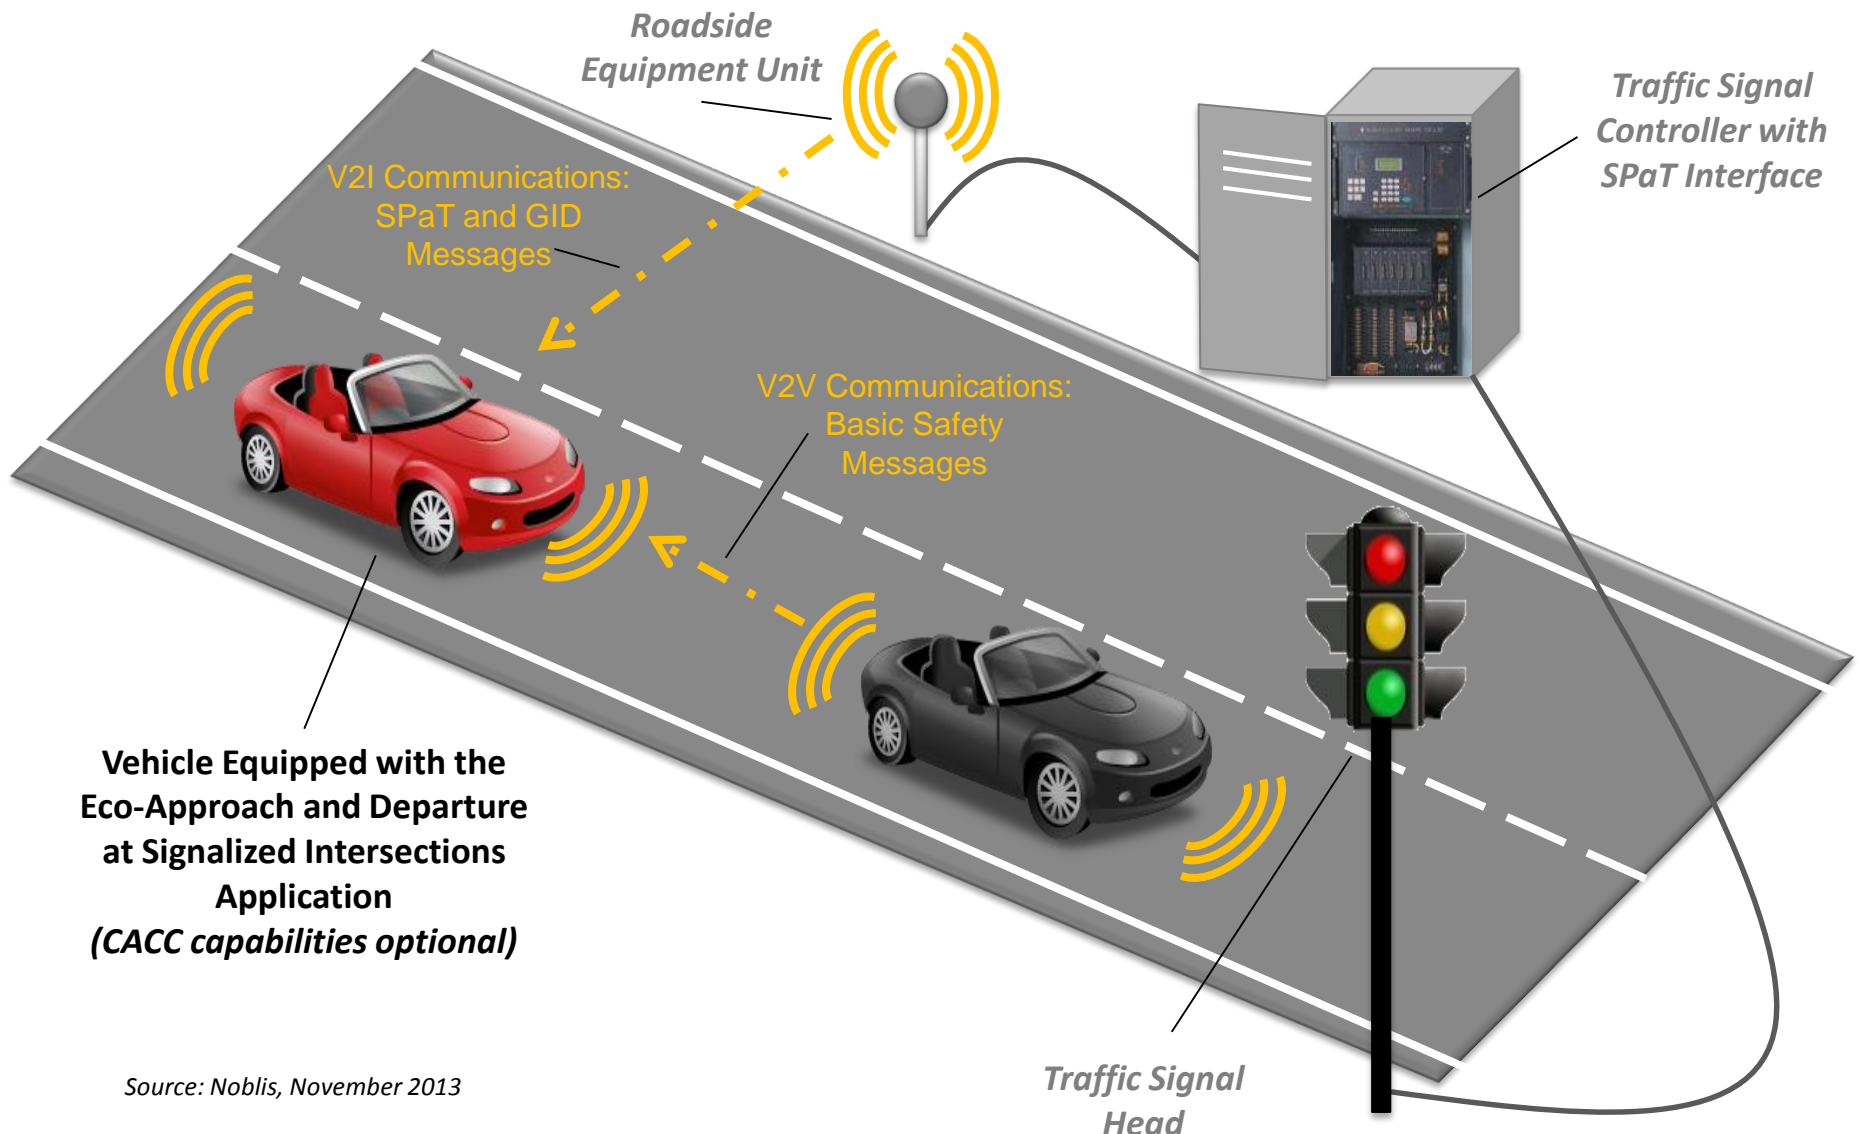 Roadside
Equipment Unit
Traffic Signal
Controller with
SPaT Interface
V2I Communications:
SPaT and GID
Messages
V2V Communications:
Basic Safety
Messages
Vehicle Equipped with the
Eco-Approach and Departure
at Signalized Intersections
Application
(CACC capabilities optional)
Traffic Signal
Head
Source: Noblis, November 2013